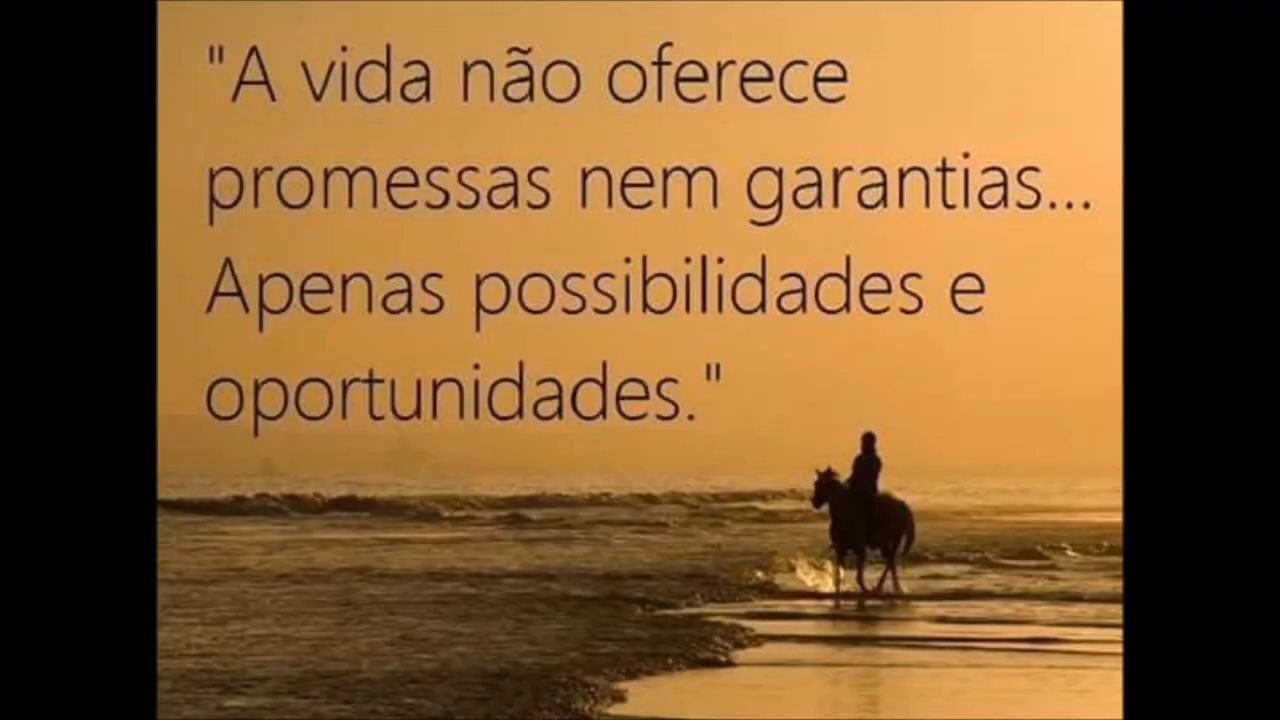 "A vida não oferece
promessas nem garantias...
Apenas possibilidades e
oportunidades."